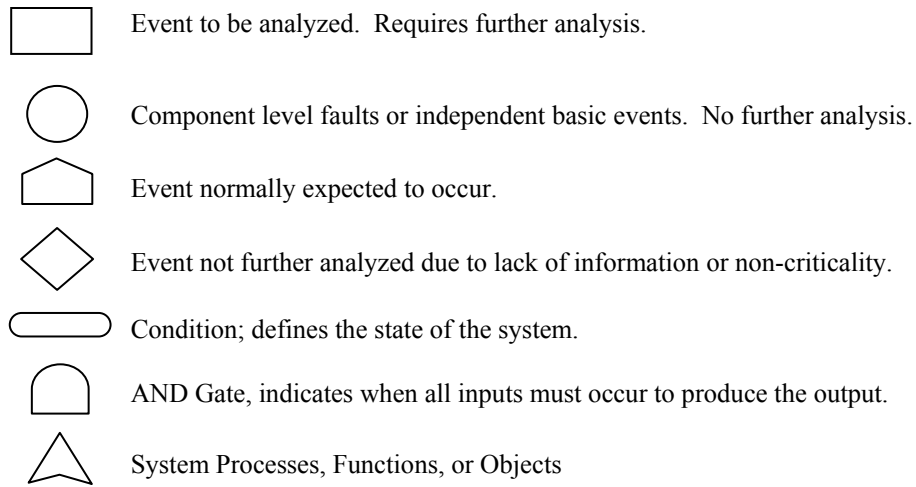 Event to be analyzed. Requires further analysis.
Component level faults or independent basic events. No further analysis.
Event normally expected to occur.
Event not further analyzed due to lack of information or non-criticality.
Condition; defines the state of the system.
AND Gate, indicates when all inputs must occur to produce the output.
System Processes, Functions, or Objects